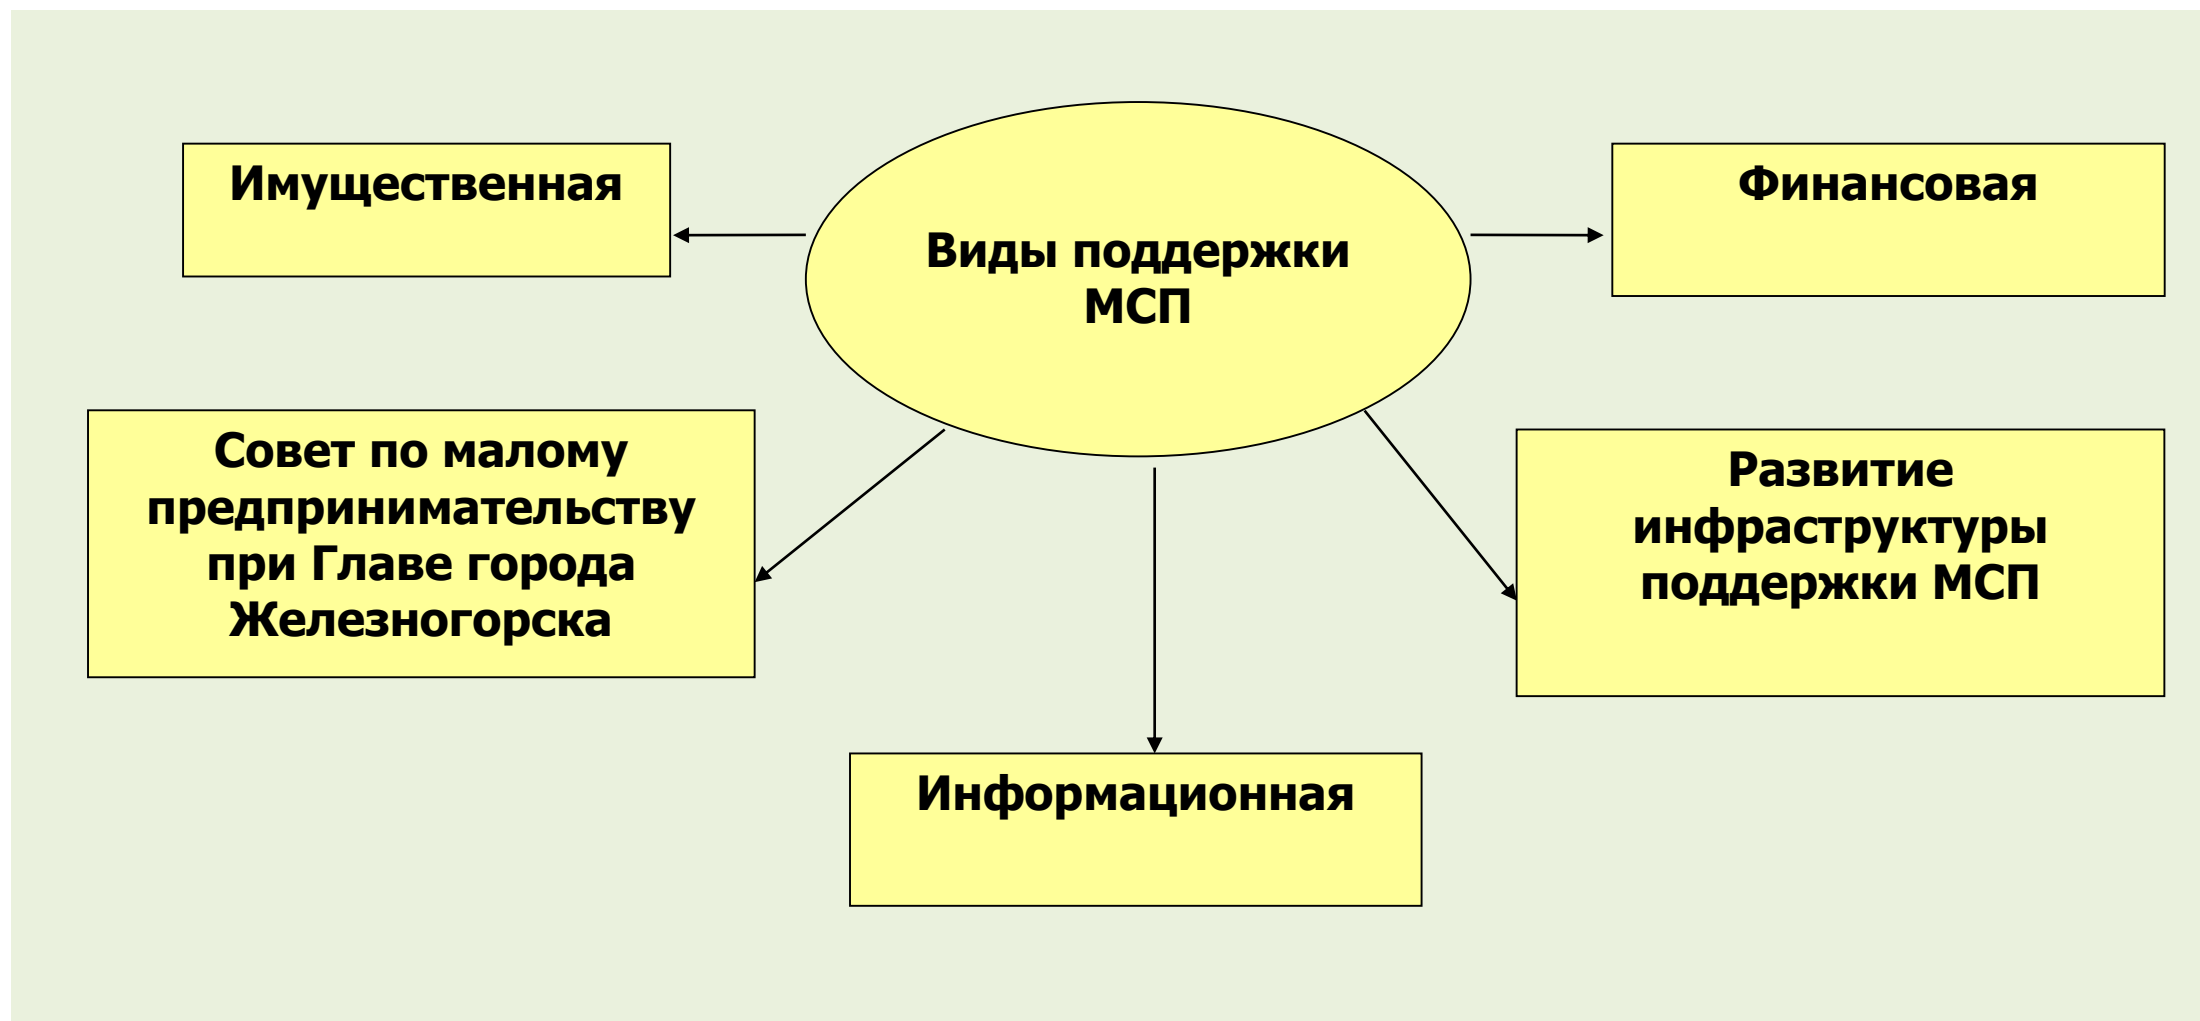 Имущественная
Виды поддержки
МСП
Финансовая
Совет по малому
предпринимательству
при Главе города
Железногорска
Развитие
инфраструктуры
поддержки МСП
Информационная